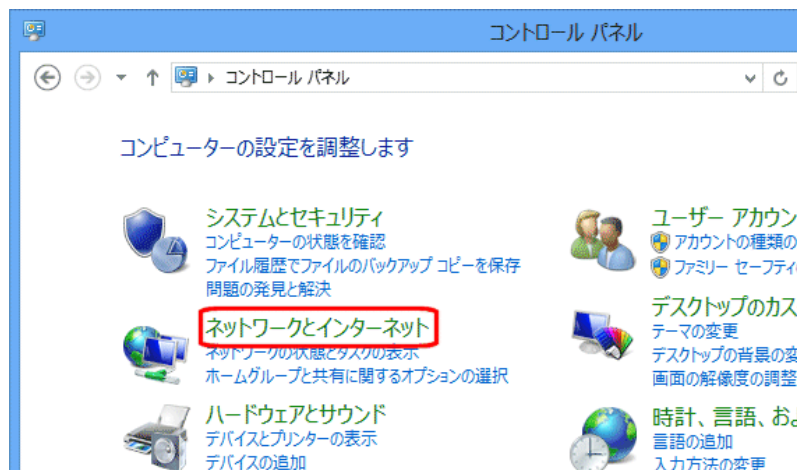 コントロール パネル
コントロール パネル
コンピューターの設定を調整します
システムとセキュリティ
コンピューターの状態を確認
ファイル履歴でファイルのバックアップ コピーを保存
問題の発見と解決
ネットワークとインターネット
ネットワークの状態とタスクの表示
ホームグループと共有に関するオプションの選択
ハードウェアとサウンド
デバイスとプリンターの表示
デバイスの追加
ユーザー アカウン
アカウントの種類の
ファミリー セーフティ
デスクトップのカス
テーマの変更
デスクトップの背景の変
画面の解像度の調整
時計、言語、およ
言語の追加
入力方法の変更